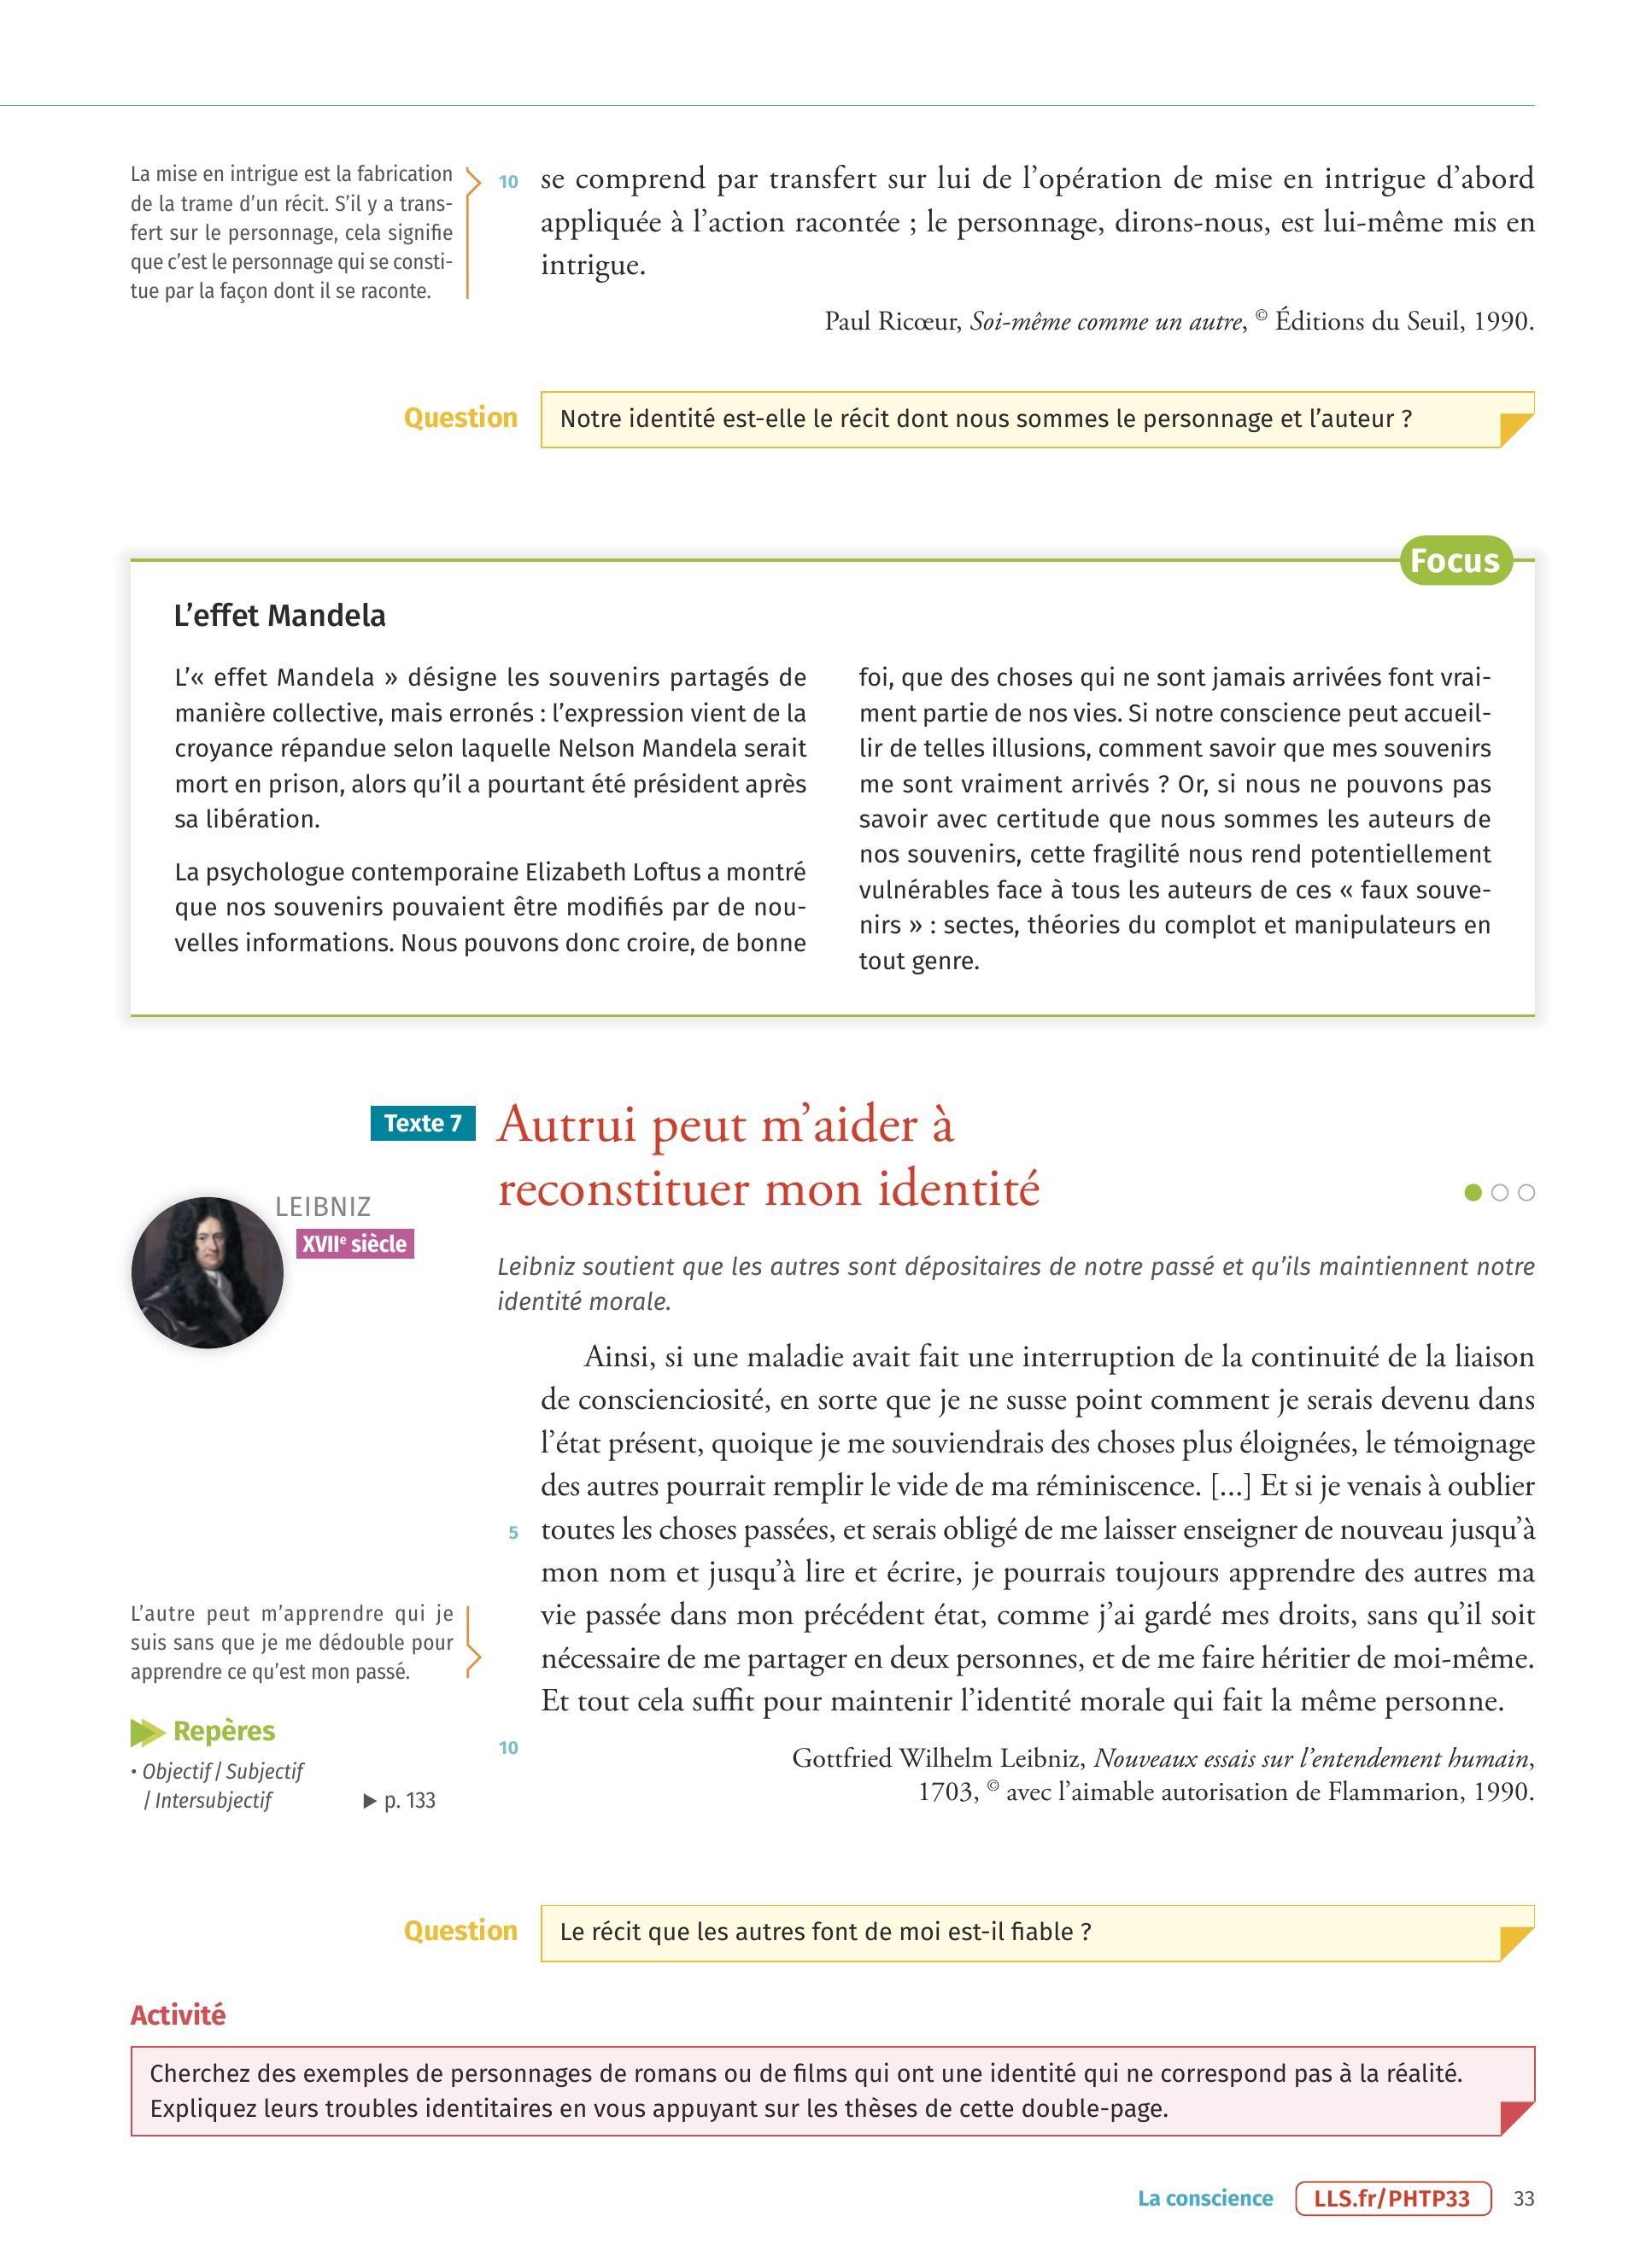 La mise en intrigue est la fabrication
de la trame d’un récit. S’il y a trans-
fert sur le personnage, cela signifie
que c’est le personnage qui se consti-
tue par la façon dont il se raconte.
10 se comprend par transfert sur lui de l’opération de mise en intrigue d’abord
appliquée à l’action racontée ; le personnage, dirons-nous, est lui-même mis en
intrigue.
Paul Ricœur, Soi-même comme un autre, © Éditions du Seuil, 1990.
Question
Notre identité est-elle le récit dont nous sommes le personnage et l’auteur ?
Focus
L’effet Mandela
L’« effet Mandela » désigne les souvenirs partagés de
manière collective, mais erronés : l’expression vient de la
croyance répandue selon laquelle Nelson Mandela serait
mort en prison, alors qu’il a pourtant été président après
sa libération.
La psychologue contemporaine Elizabeth Loftus a montré
que nos souvenirs pouvaient être modifiés par de nou-
velles informations. Nous pouvons donc croire, de bonne
foi, que des choses qui ne sont jamais arrivées font vrai-
ment partie de nos vies. Si notre conscience peut accueil-
lir de telles illusions, comment savoir que mes souvenirs
me sont vraiment arrivés ? Or, si nous ne pouvons pas
savoir avec certitude que nous sommes les auteurs de
nos souvenirs, cette fragilité nous rend potentiellement
vulnérables face à tous les auteurs de ces « faux souve-
nirs » : sectes, théories du complot et manipulateurs en
tout genre.
Texte 7
Autrui peut m’aider à
reconstituer mon identité
LEIBNIZ
XVIIe siècle
Leibniz soutient que les autres sont dépositaires de notre passé et qu’ils maintiennent notre
identité morale.
Ainsi, si une maladie avait fait une interruption de la continuité de la liaison
de conscienciosité, en sorte que je ne susse point comment je serais devenu dans
l’état présent, quoique je me souviendrais des choses plus éloignées, le témoignage
des autres pourrait remplir le vide de ma réminiscence. [...] Et si je venais à oublier
5 toutes les choses passées, et serais obligé de me laisser enseigner de nouveau jusqu’à
mon nom et jusqu’à lire et écrire, je pourrais toujours apprendre des autres ma
vie passée dans mon précédent état, comme j’ai gardé mes droits, sans qu’il soit
nécessaire de me partager en deux personnes, et de me faire héritier de moi-même.
Et tout cela suffit pour maintenir l’identité morale qui fait la même personne.
10
Gottfried Wilhelm Leibniz, Nouveaux essais sur l’entendement humain,
1703, © avec l’aimable autorisation de Flammarion, 1990.
L’autre peut m’apprendre qui je
suis sans que je me dédouble pour
apprendre ce qu’est mon passé.
Repères
• Objectif / Subjectif
/ Intersubjectif ▶ p. 133
Question
Le récit que les autres font de moi est-il fiable ?
Activité
Cherchez des exemples de personnages de romans ou de films qui ont une identité qui ne correspond pas à la réalité.
Expliquez leurs troubles identitaires en vous appuyant sur les thèses de cette double-page.
La conscience LLS.fr/PHTP33 33